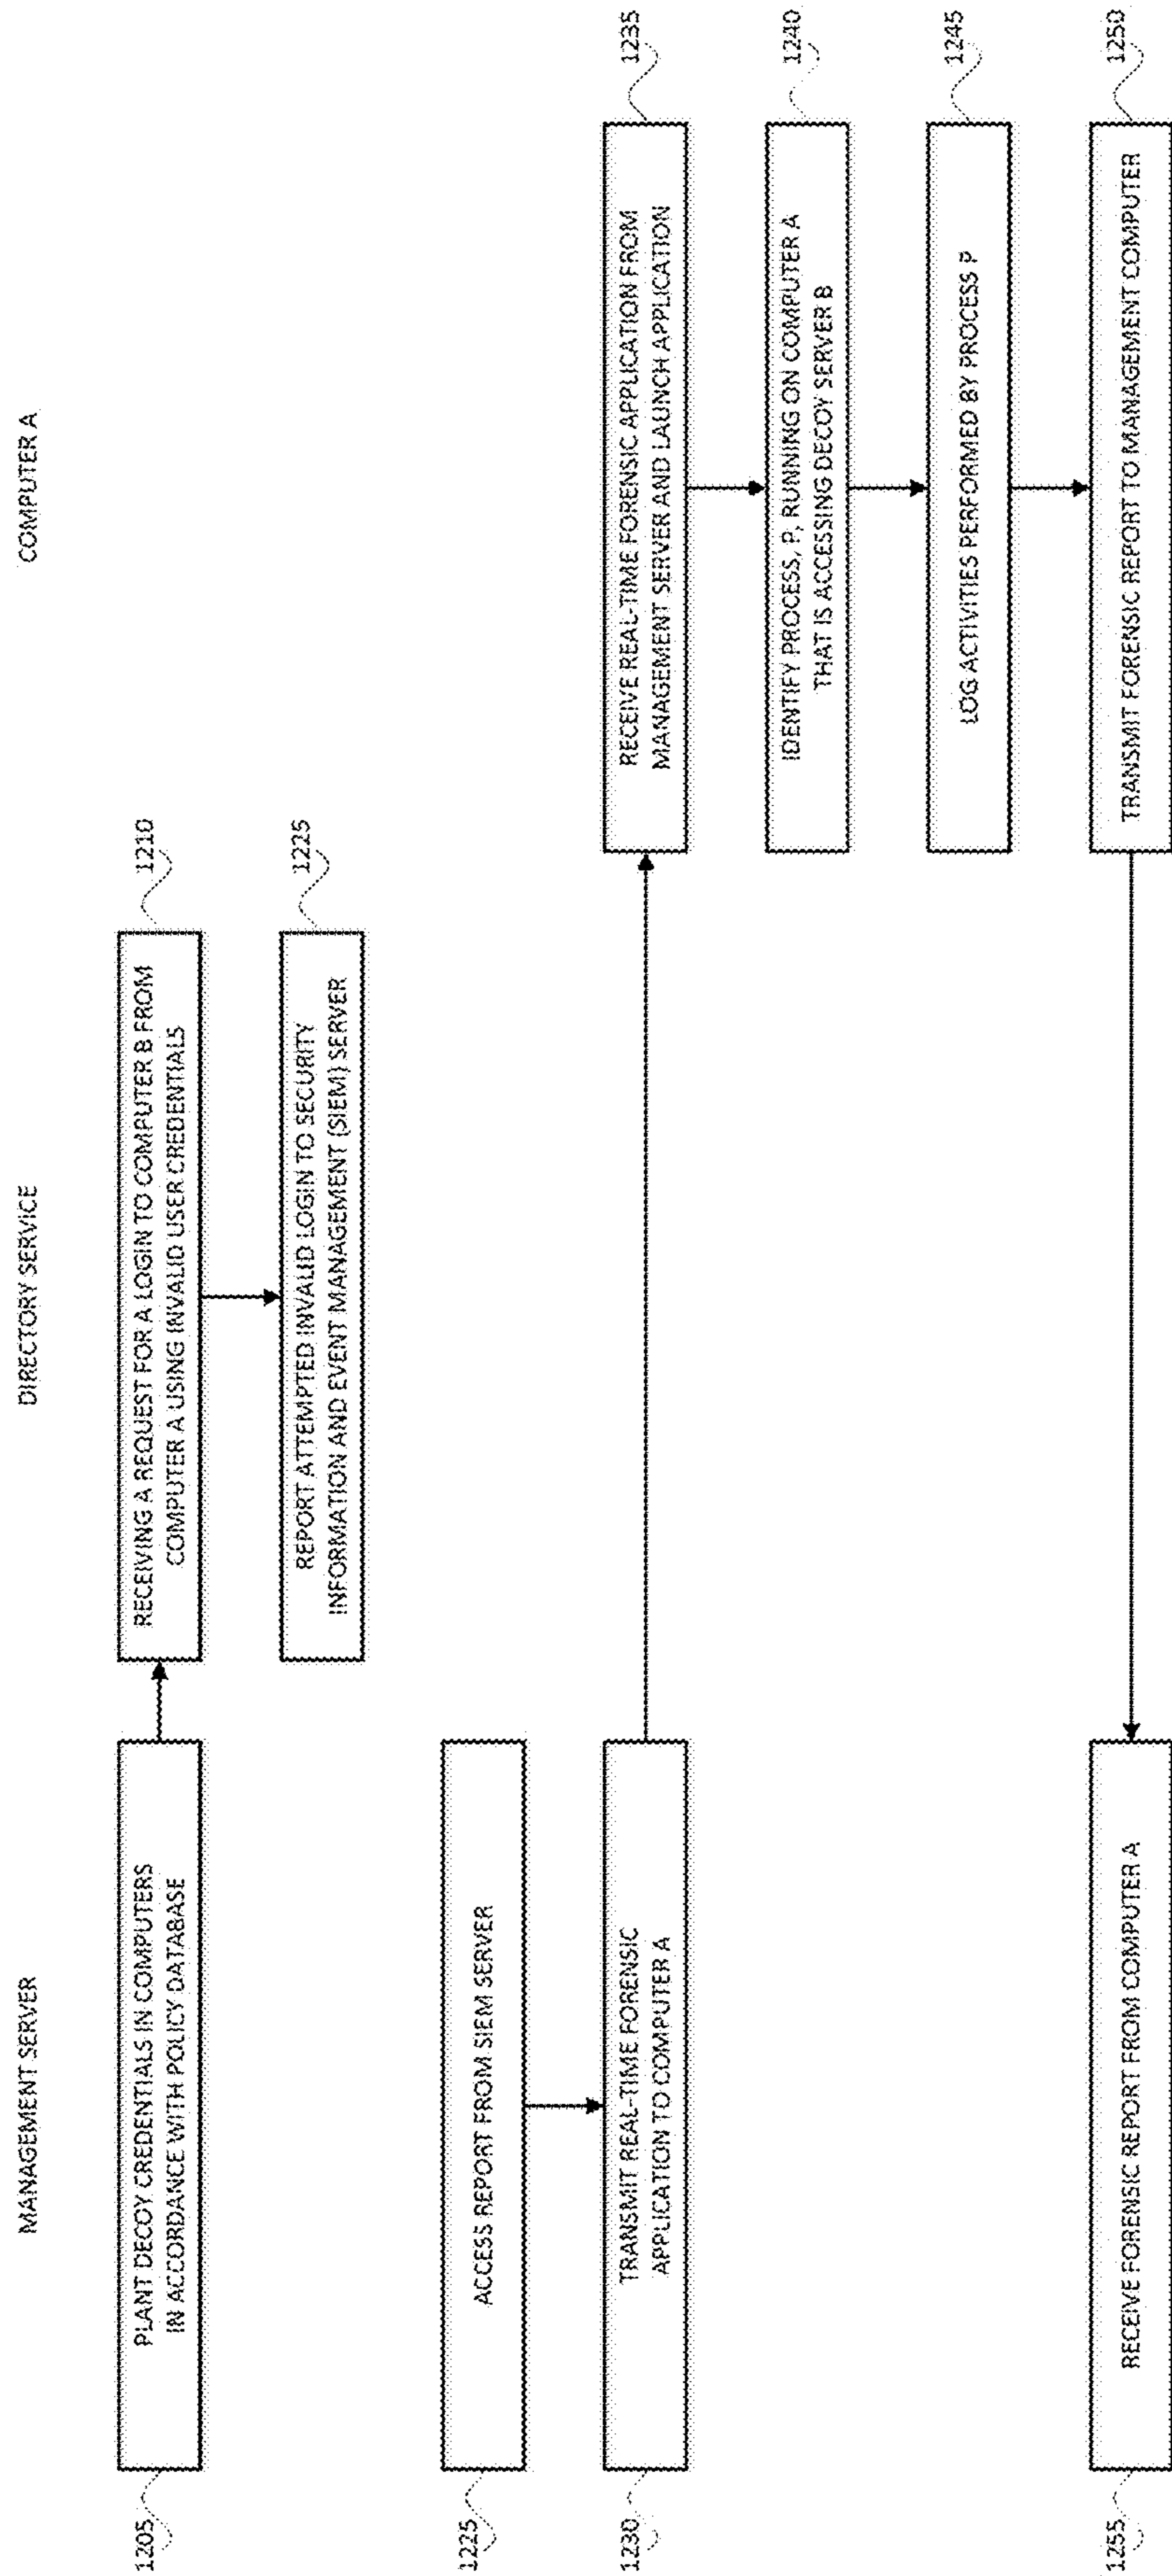 MANAGEMENT SERVER
DIRECTORY SERVICE
COMPUTER A
1205
PLANT DECOY CREDENTIALS IN COMPUTERS
IN ACCORDANCE WITH POLICY DATABASE
RECEIVING A REQUEST FOR A LOGIN TO COMPUTER B FROM
COMPUTER A USING INVALID USER CREDENTIALS
1210
REPORT ATTEMPTED INVALID LOGIN TO SECURITY
INFORMATION AND EVENT MANAGEMENT (SIEM) SERVER
1225
1225
ACCESS REPORT FROM SIEM SERVER
1230
TRANSMIT REAL-TIME FORENSIC
APPLICATION TO COMPUTER A
RECEIVE REAL-TIME FORENSIC APPLICATION FROM
MANAGEMENT SERVER AND LAUNCH APPLICATION
1235
IDENTIFY PROCESS, P, RUNNING ON COMPUTER A
THAT IS ACCESSING DECOY SERVER B
1240
LOG ACTIVITIES PERFORMED BY PROCESS P
1245
1255
RECEIVE FORENSIC REPORT FROM COMPUTER A
TRANSMIT FORENSIC REPORT TO MANAGEMENT COMPUTER
1250